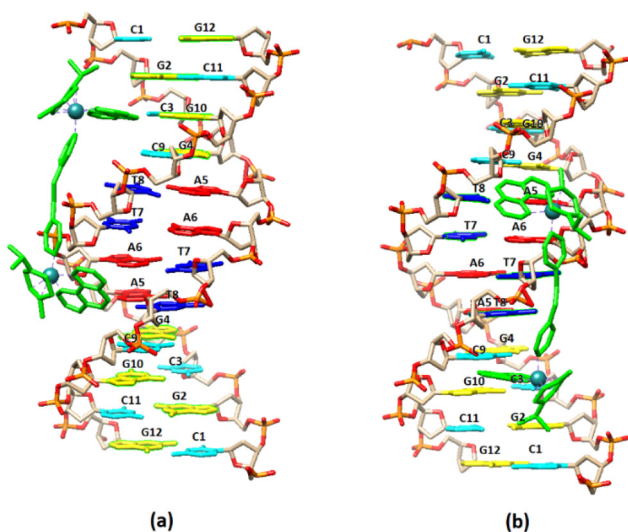 C1 G12
G2 C11
C3 G10
C9 G4
T8 A5
T7 A6
A6 T7
A5 T8
G4
C9
G10 C3
C11 G2
G12 C1
(a)
C1 G12
G2 C11
C3 G10
C9 G4
T8 A5
T7 A6
A6 T7
A5 T8
C9 G4
G10 C3
C11 G2
G12 C1
(b)